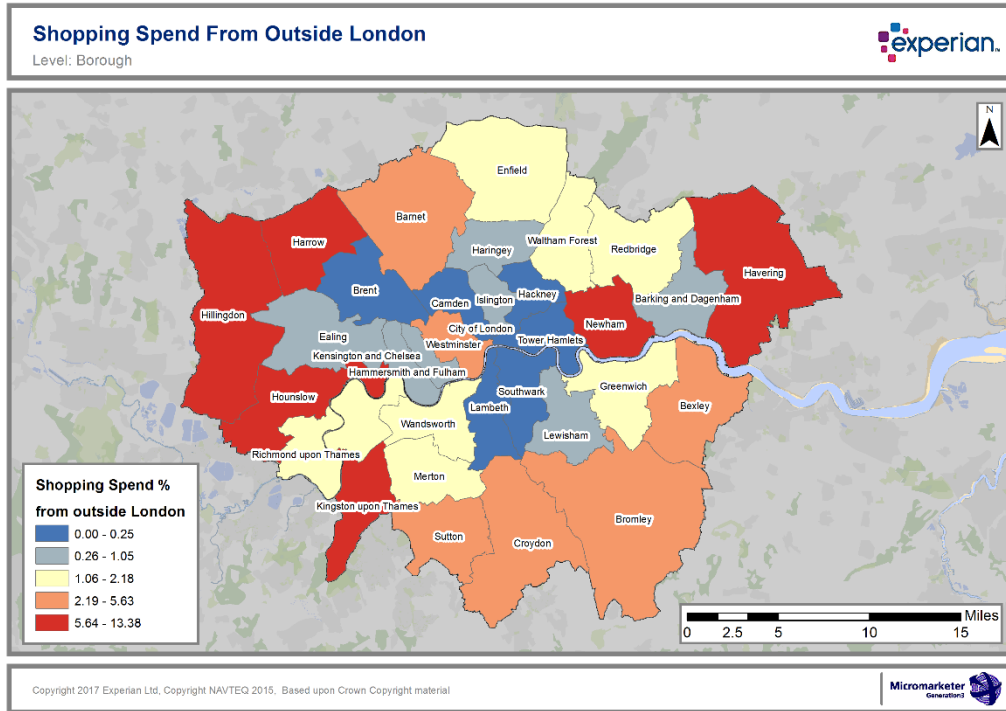 Shopping Spend From Outside London
Level: Borough
experian™
N
Enfield
Barnet
Harrow
Haringey
Waltham Forest
Redbridge
Havering
Brent
Camden
Islington
Hackney
Barking and Dagenham
Hillingdon
Ealing
City of London
Newham
Westminster
Tower Hamlets
Kensington and Chelsea
Hammersmith and Fulham
Hounslow
Southwark
Greenwich
Lambeth
Bexley
Wandsworth
Lewisham
Richmond upon Thames
Merton
Kingston upon Thames
Bromley
Sutton
Croydon
Shopping Spend %
from outside London
0.00 - 0.25
0.26 - 1.05
1.06 - 2.18
2.19 - 5.63
5.64 - 13.38
Miles
0 2.5 5 10 15
Copyright 2017 Experian Ltd, Copyright NAVTEQ 2015, Based upon Crown Copyright material
Micromarketer
Generation3